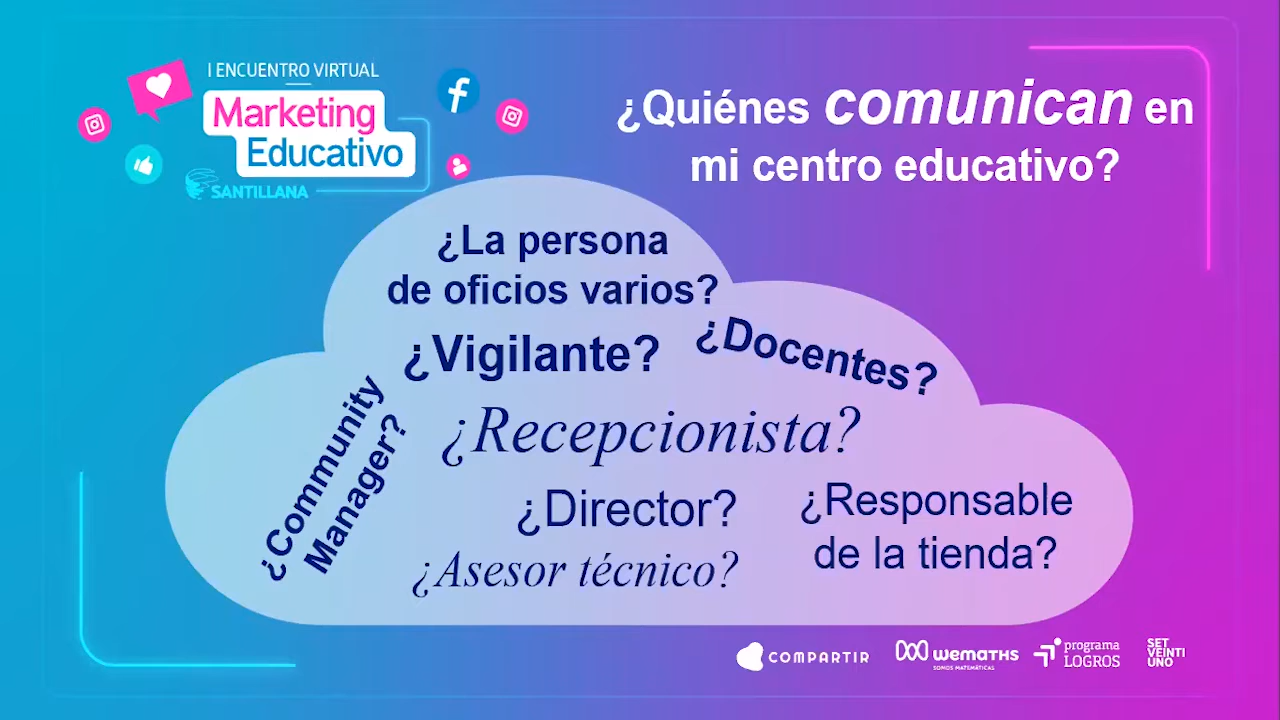 I ENCUENTRO VIRTUAL
Marketing
Educativo
SANTILLANA
¿Quiénes comunican en
mi centro educativo?
¿La persona
de oficios varios?
¿Vigilante?
¿Docentes?
¿Community
Manager?
¿Recepcionista?
¿Director?
¿Responsable
de la tienda?
¿Asesor técnico?
COMPARTIR
wemaths
SOMOS MATEMÁTICAS
programa
LOGROS
SET
VEINTI
UNO